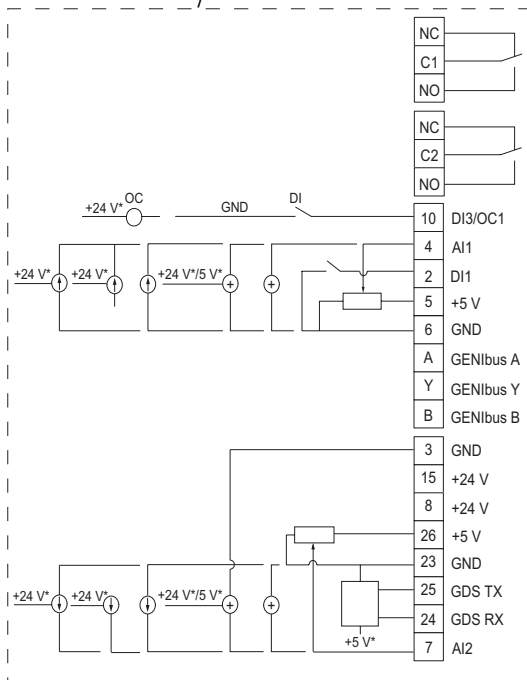 NC
C1
NO
NC
C2
NO
+24 V* OC GND DI 10 DI3/OC1
4 AI1
+24 V* +24 V* +24 V*/5 V* 2 DI1
5 +5 V
6 GND
A GENIbus A
Y GENIbus Y
B GENIbus B
3 GND
15 +24 V
8 +24 V
26 +5 V
23 GND
25 GDS TX
+24 V* +24 V* +24 V*/5 V* 24 GDS RX
+5 V* 7 AI2